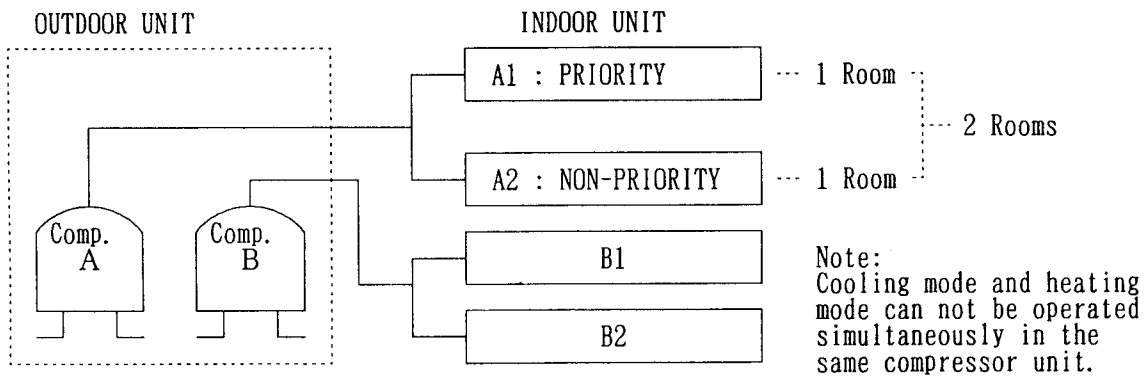 OUTDOOR UNIT
INDOOR UNIT
A1 : PRIORITY
1 Room
2 Rooms
A2 : NON-PRIORITY
1 Room
Comp.
A
Comp.
B
B1
B2
Note:
Cooling mode and heating
mode can not be operated
simultaneously in the
same compressor unit.